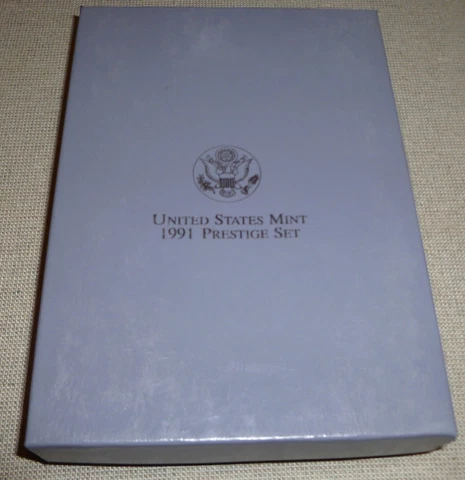 United States Mint
1991 Prestige Set